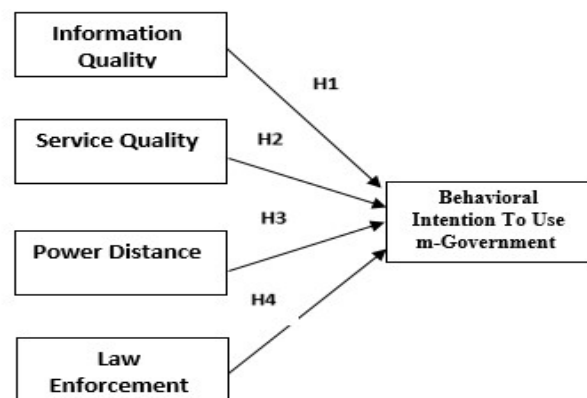 Information
Quality
H1
Service Quality
H2
Behavioral
Intention To Use
m-Government
H3
Power Distance
H4
Law
Enforcement